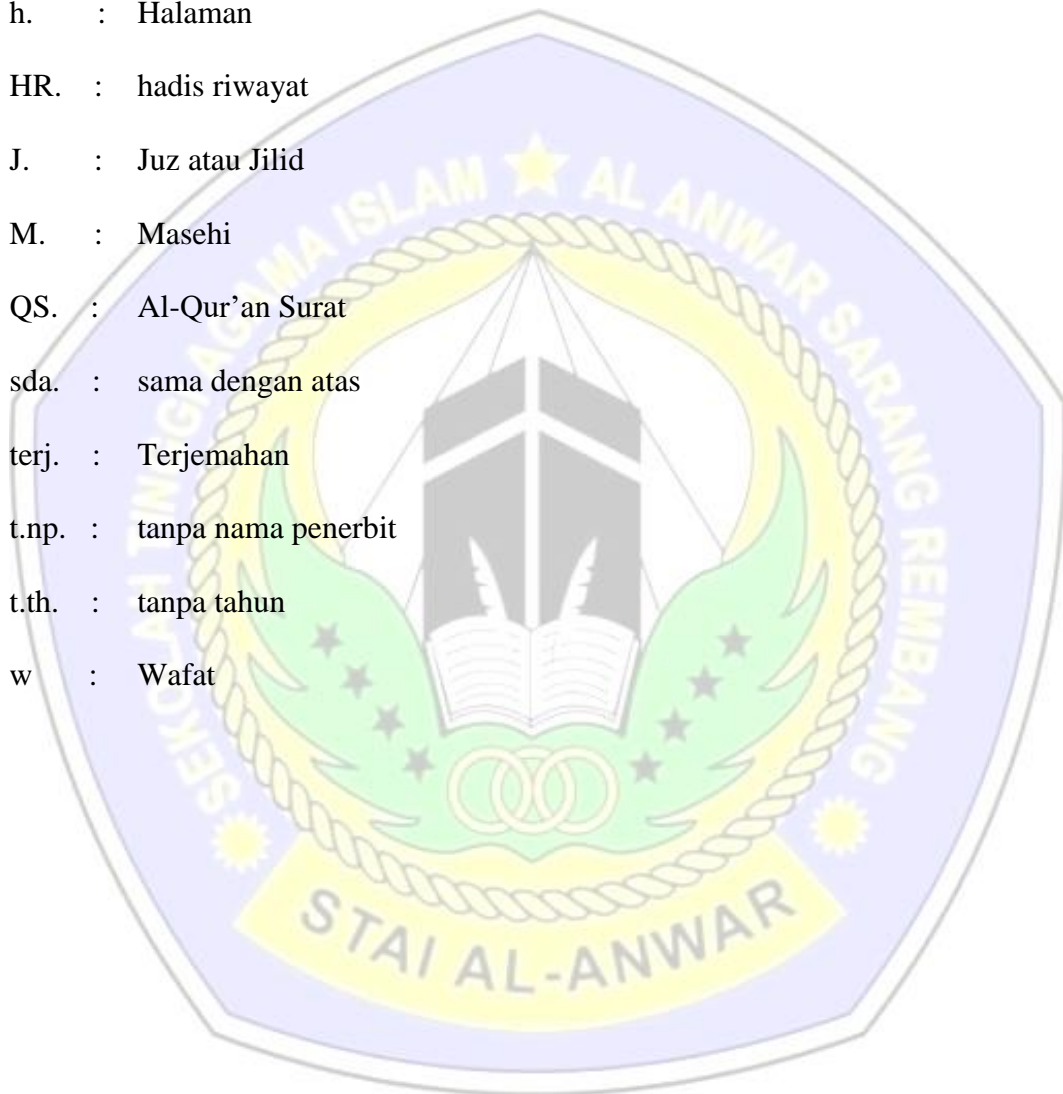 h. : Halaman
HR. : hadis riwayat
J. : Juz atau Jilid
M. : Masehi
QS. : Al-Qur’an Surat
sda. : sama dengan atas
terj. : Terjemahan
t.np. : tanpa nama penerbit
t.th. : tanpa tahun
w : Wafat
SEKOLAH TINGGI AGAMA ISLAM AL ANWAR SARANG REMBANG
STAI AL-ANWAR